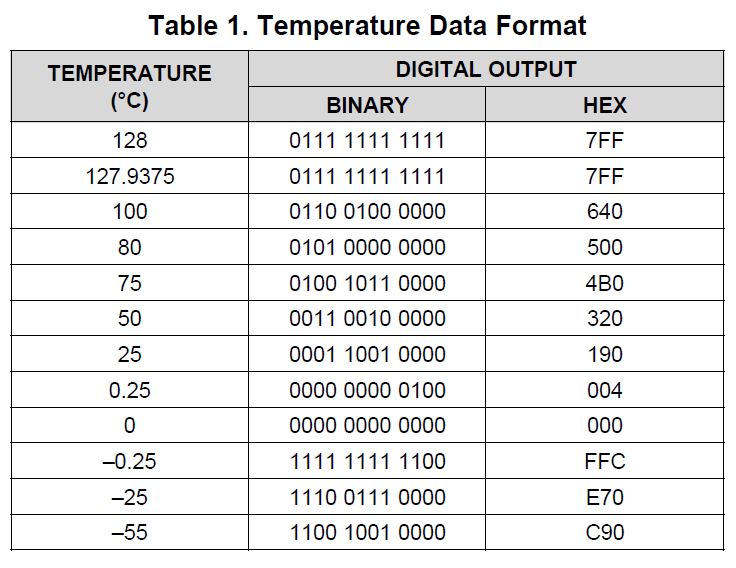 Table 1. Temperature Data Format
TEMPERATURE (°C) DIGITAL OUTPUT
BINARY HEX
128 0111 1111 1111 7FF
127.9375 0111 1111 1111 7FF
100 0110 0100 0000 640
80 0101 0000 0000 500
75 0100 1011 0000 4B0
50 0011 0010 0000 320
25 0001 1001 0000 190
0.25 0000 0000 0100 004
0 0000 0000 0000 000
–0.25 1111 1111 1100 FFC
–25 1110 0111 0000 E70
–55 1100 1001 0000 C90